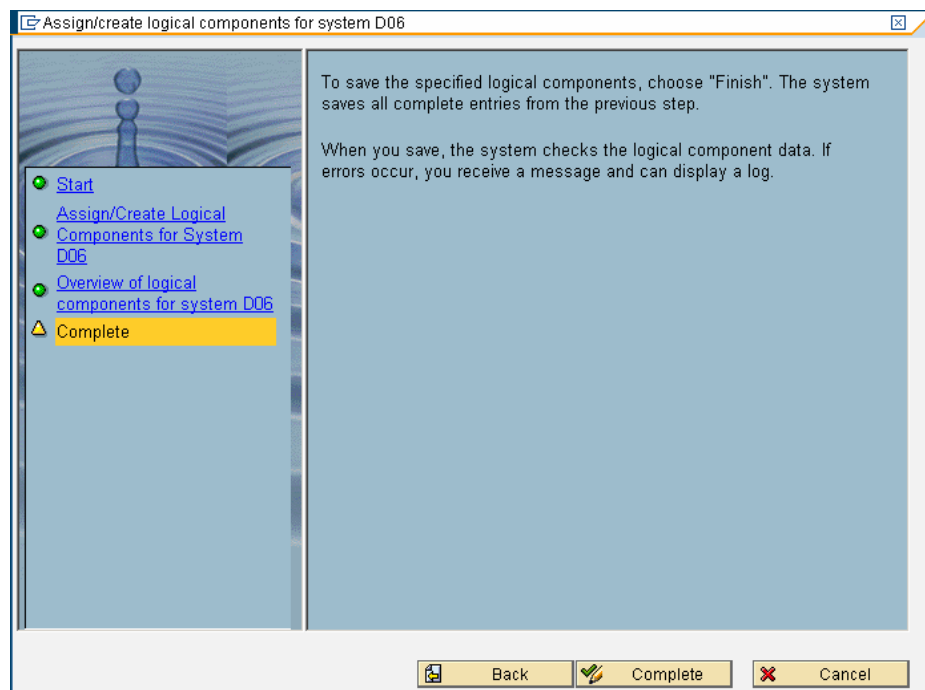 Assign/create logical components for system D06
To save the specified logical components, choose "Finish". The system
saves all complete entries from the previous step.
When you save, the system checks the logical component data. If
errors occur, you receive a message and can display a log.
Start
Assign/Create Logical
Components for System
D06
Overview of logical
components for system D06
Complete
Back
Complete
Cancel